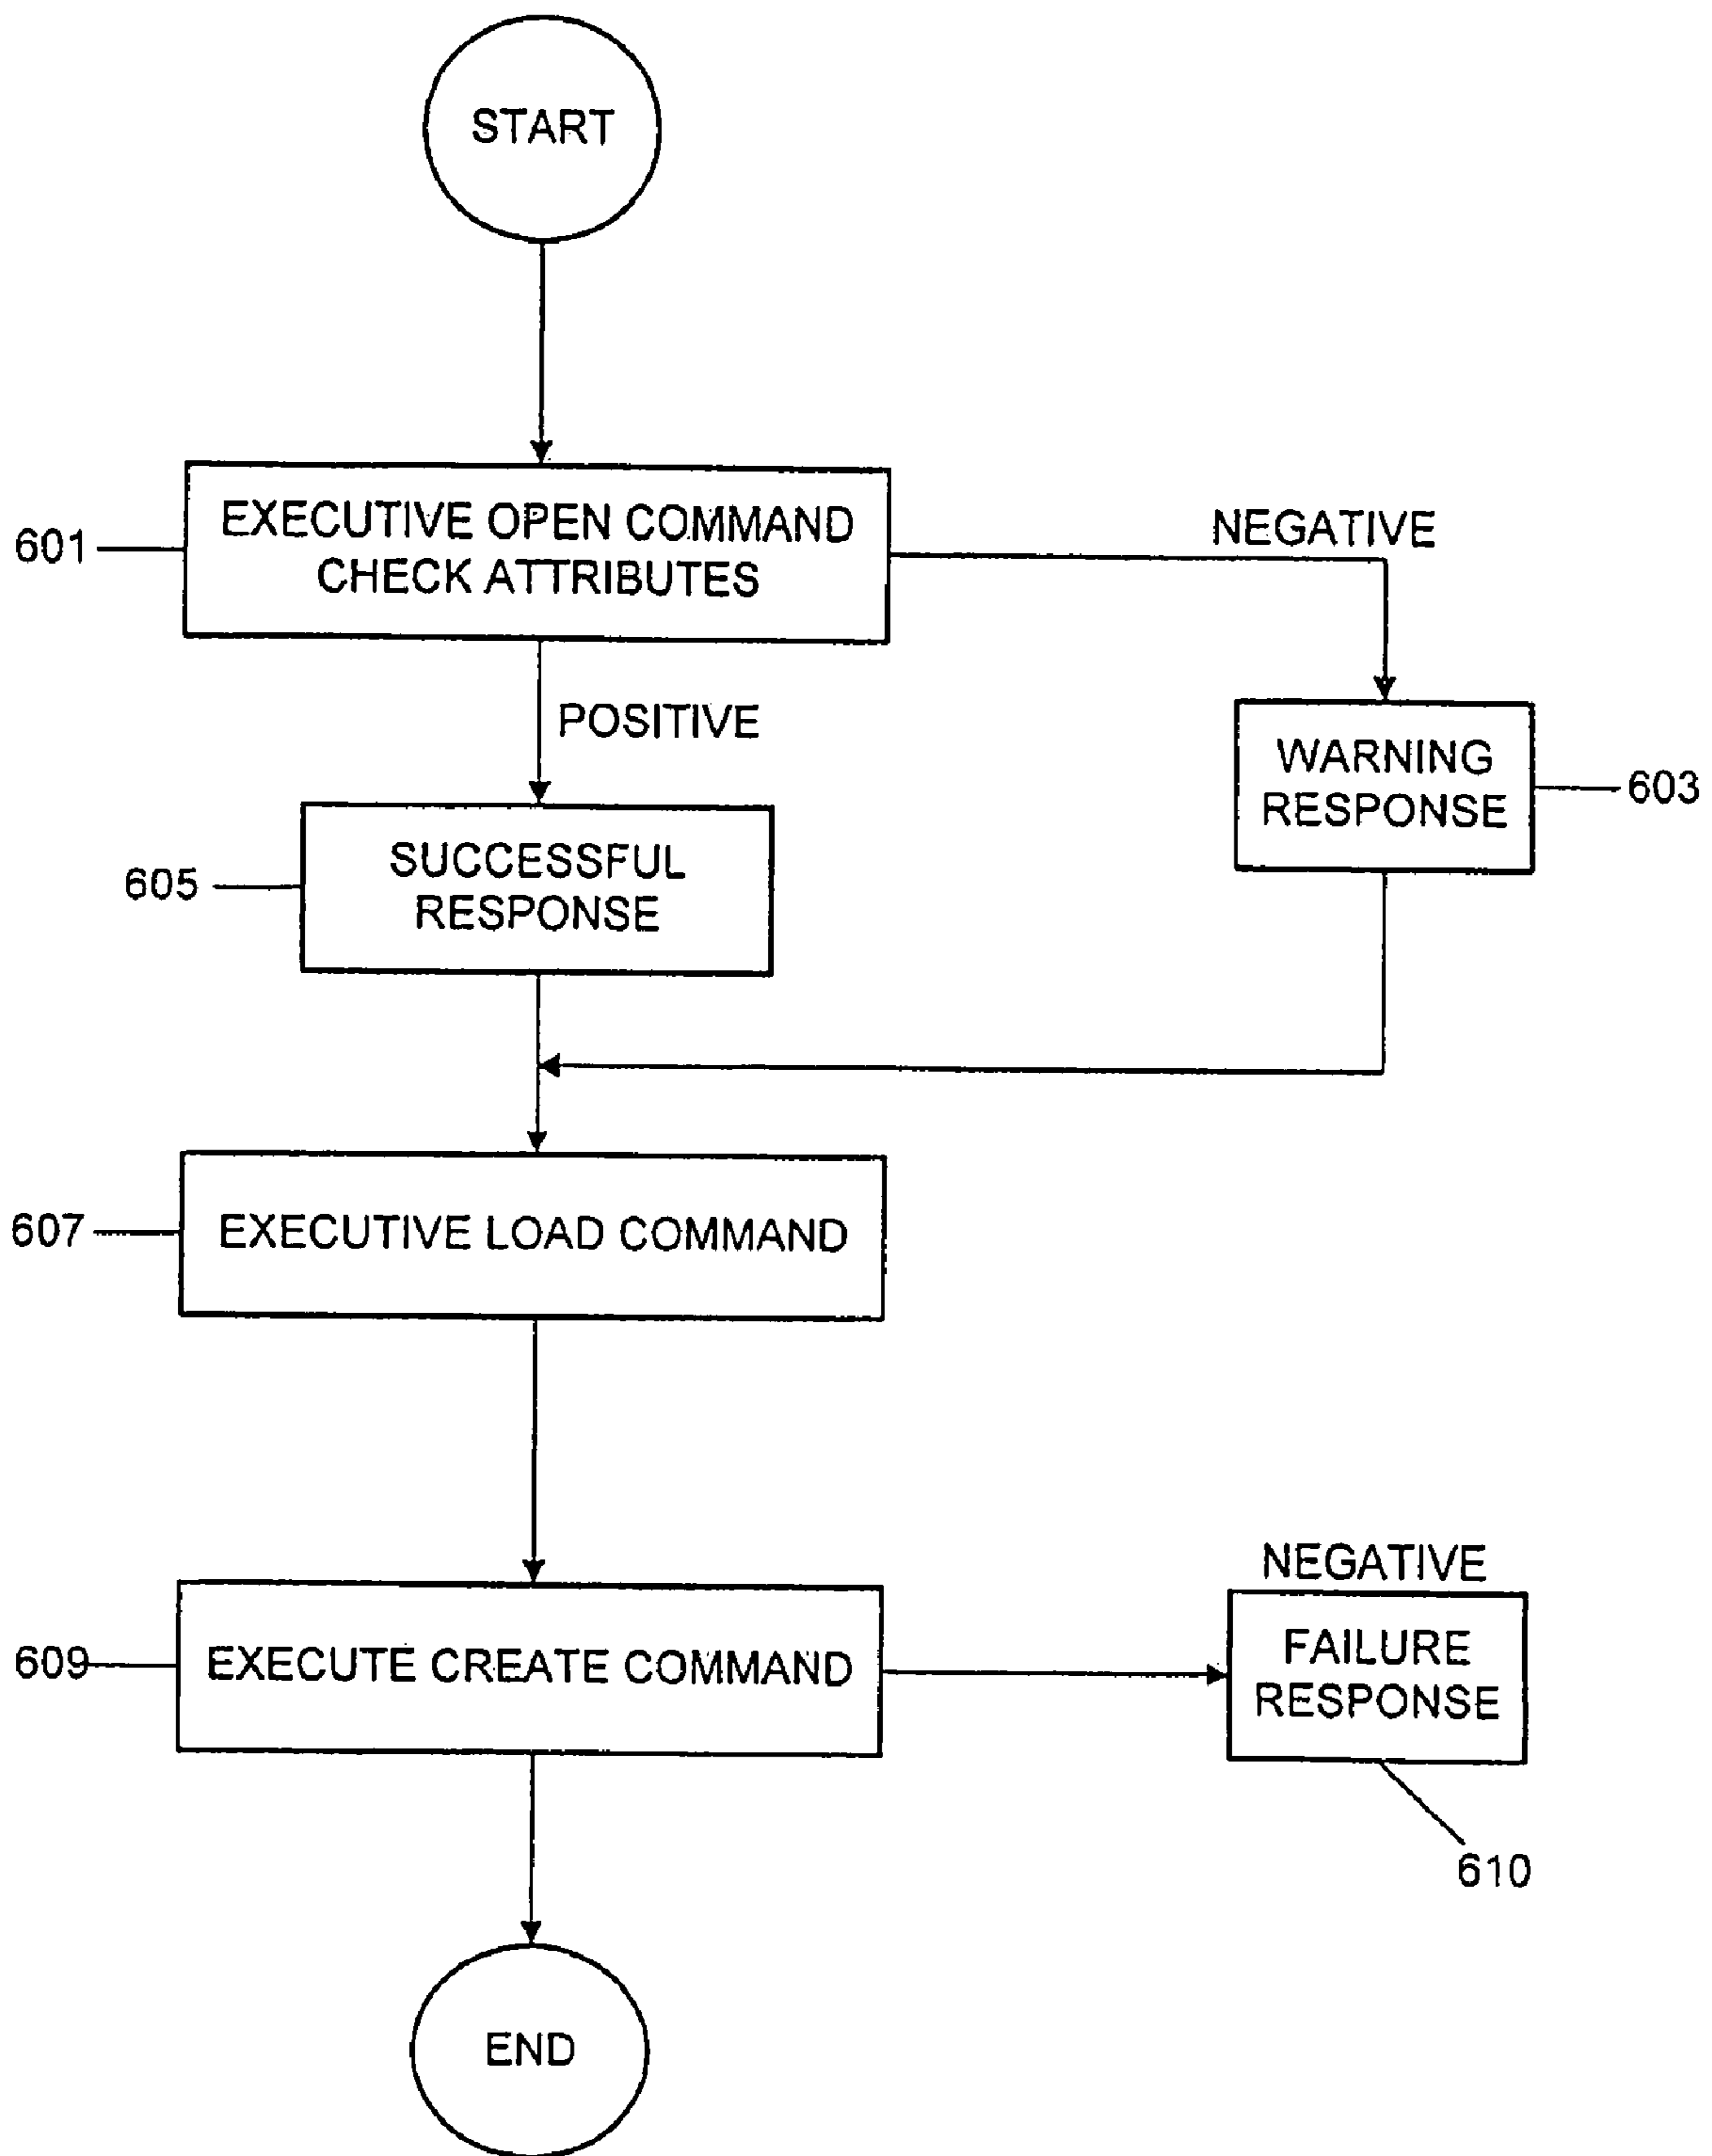 START
601
EXECUTIVE OPEN COMMAND
CHECK ATTRIBUTES
NEGATIVE
POSITIVE
WARNING
RESPONSE
603
605
SUCCESSFUL
RESPONSE
607
EXECUTIVE LOAD COMMAND
609
EXECUTE CREATE COMMAND
NEGATIVE
FAILURE
RESPONSE
610
END